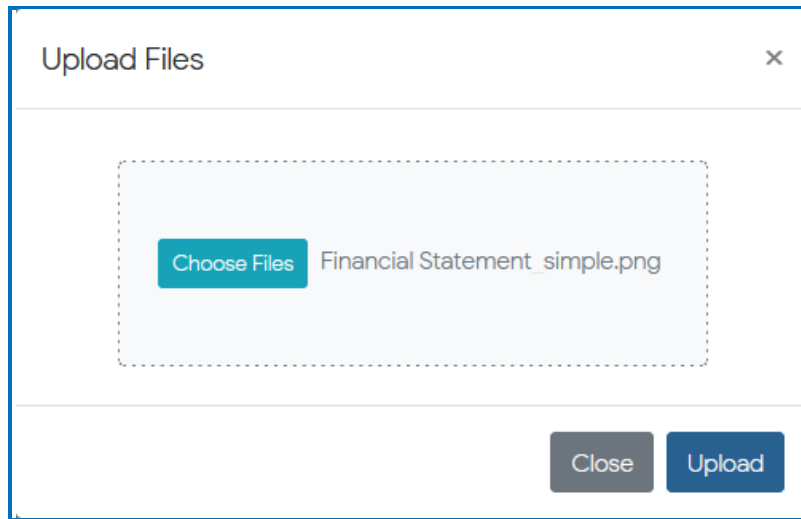 Upload Files ×
Choose Files Financial Statement_simple.png
Close Upload